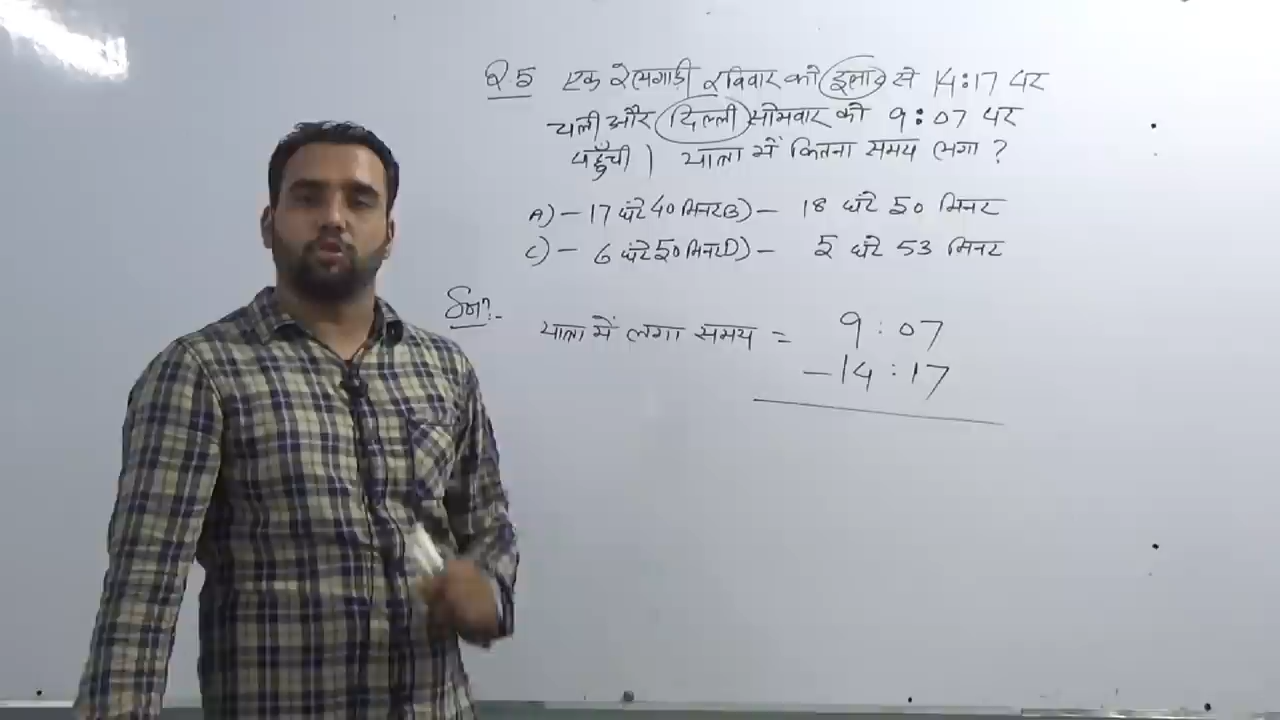 Q.5 एक रेलगाड़ी रविवार को इलाо से 14:17 पर
चली और दिल्ली सोमवार को 9:07 पर
पहुँची। यात्रा में कितना समय लगा?
A) – 17 घंटे 40 मिनट B) – 18 घंटे 50 मिनट
C) – 6 घंटे 50 मिनट D) – 5 घंटे 53 मिनट
यात्रा में लगा समय = 9:07
– 14:17